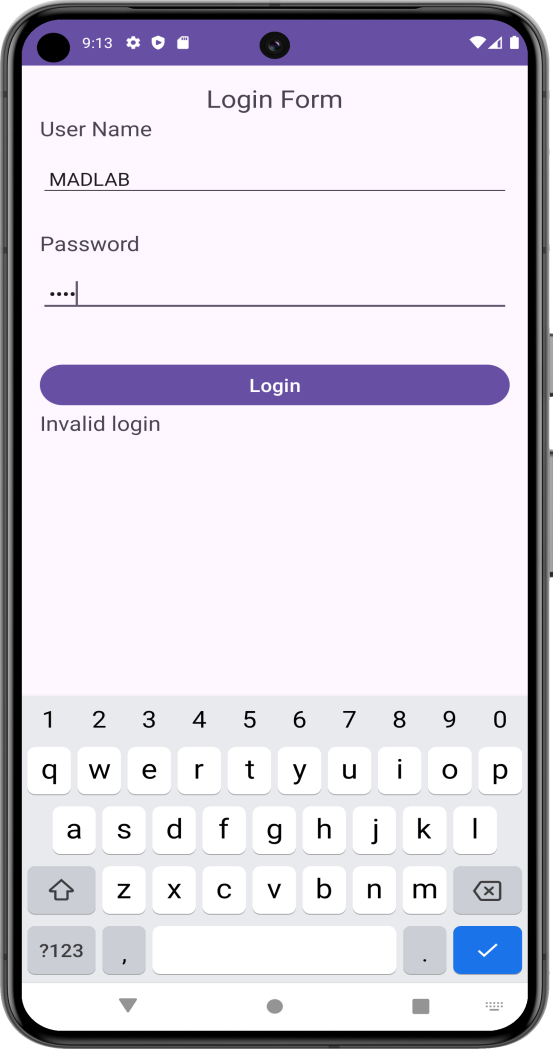 9:13
Login Form
User Name
MADLAB
Password
••••
Login
Invalid login
1 2 3 4 5 6 7 8 9 0
q w e r t y u i o p
a s d f g h j k l
z x c v b n m
?123 , .